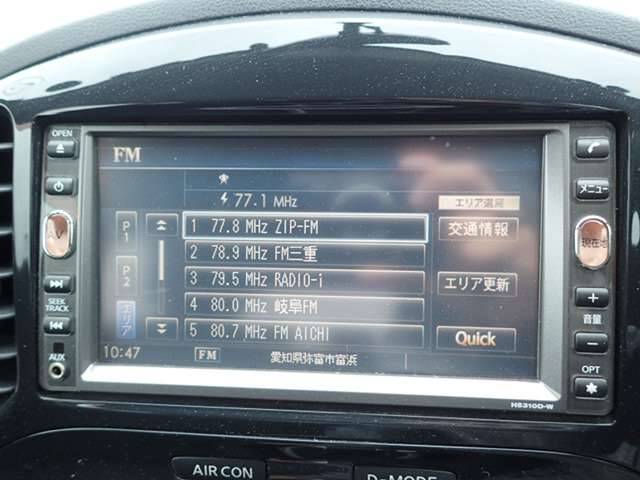 OPEN
FM
77.1 MHz
エリア選局
P1
P2
エリア
1 77.8 MHz ZIP-FM
2 78.9 MHz FM三重
3 79.5 MHz RADIO-i
4 80.0 MHz 岐阜FM
5 80.7 MHz FM AICHI
交通情報
エリア更新
Quick
10:47
FM
愛知県弥富市富浜
メニュー
現在地
音量
OPT
SEEK
TRACK
AUX
HS310D-W
AIR CON
D-MODE